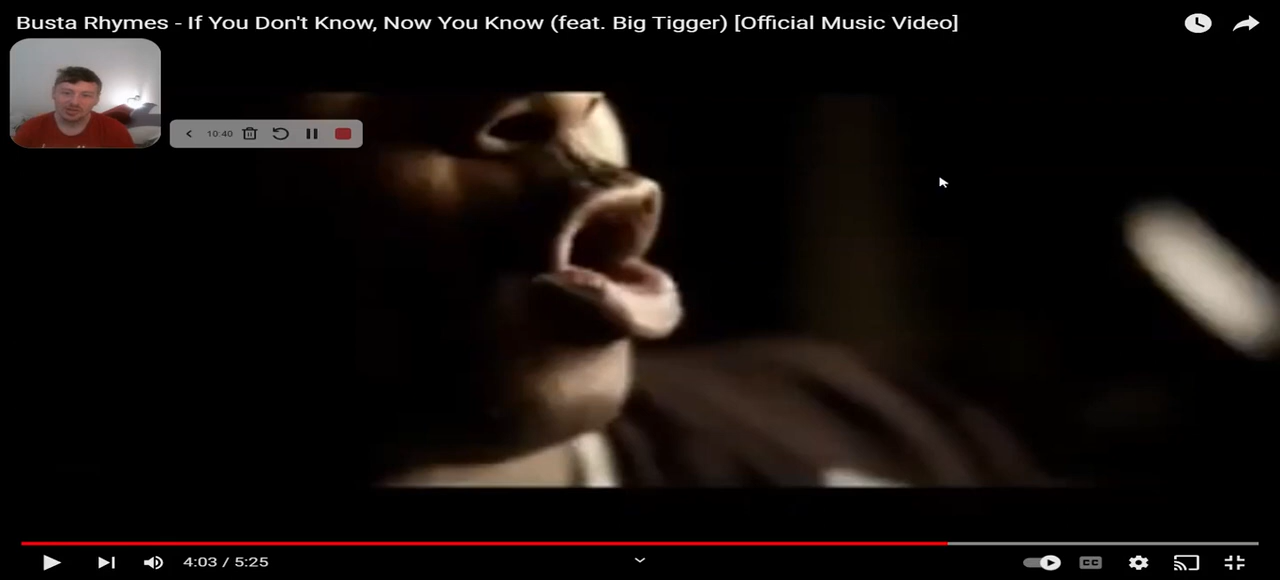 Busta Rhymes - If You Don't Know, Now You Know (feat. Big Tigger) [Official Music Video]
10:40
4:03 / 5:25
CC